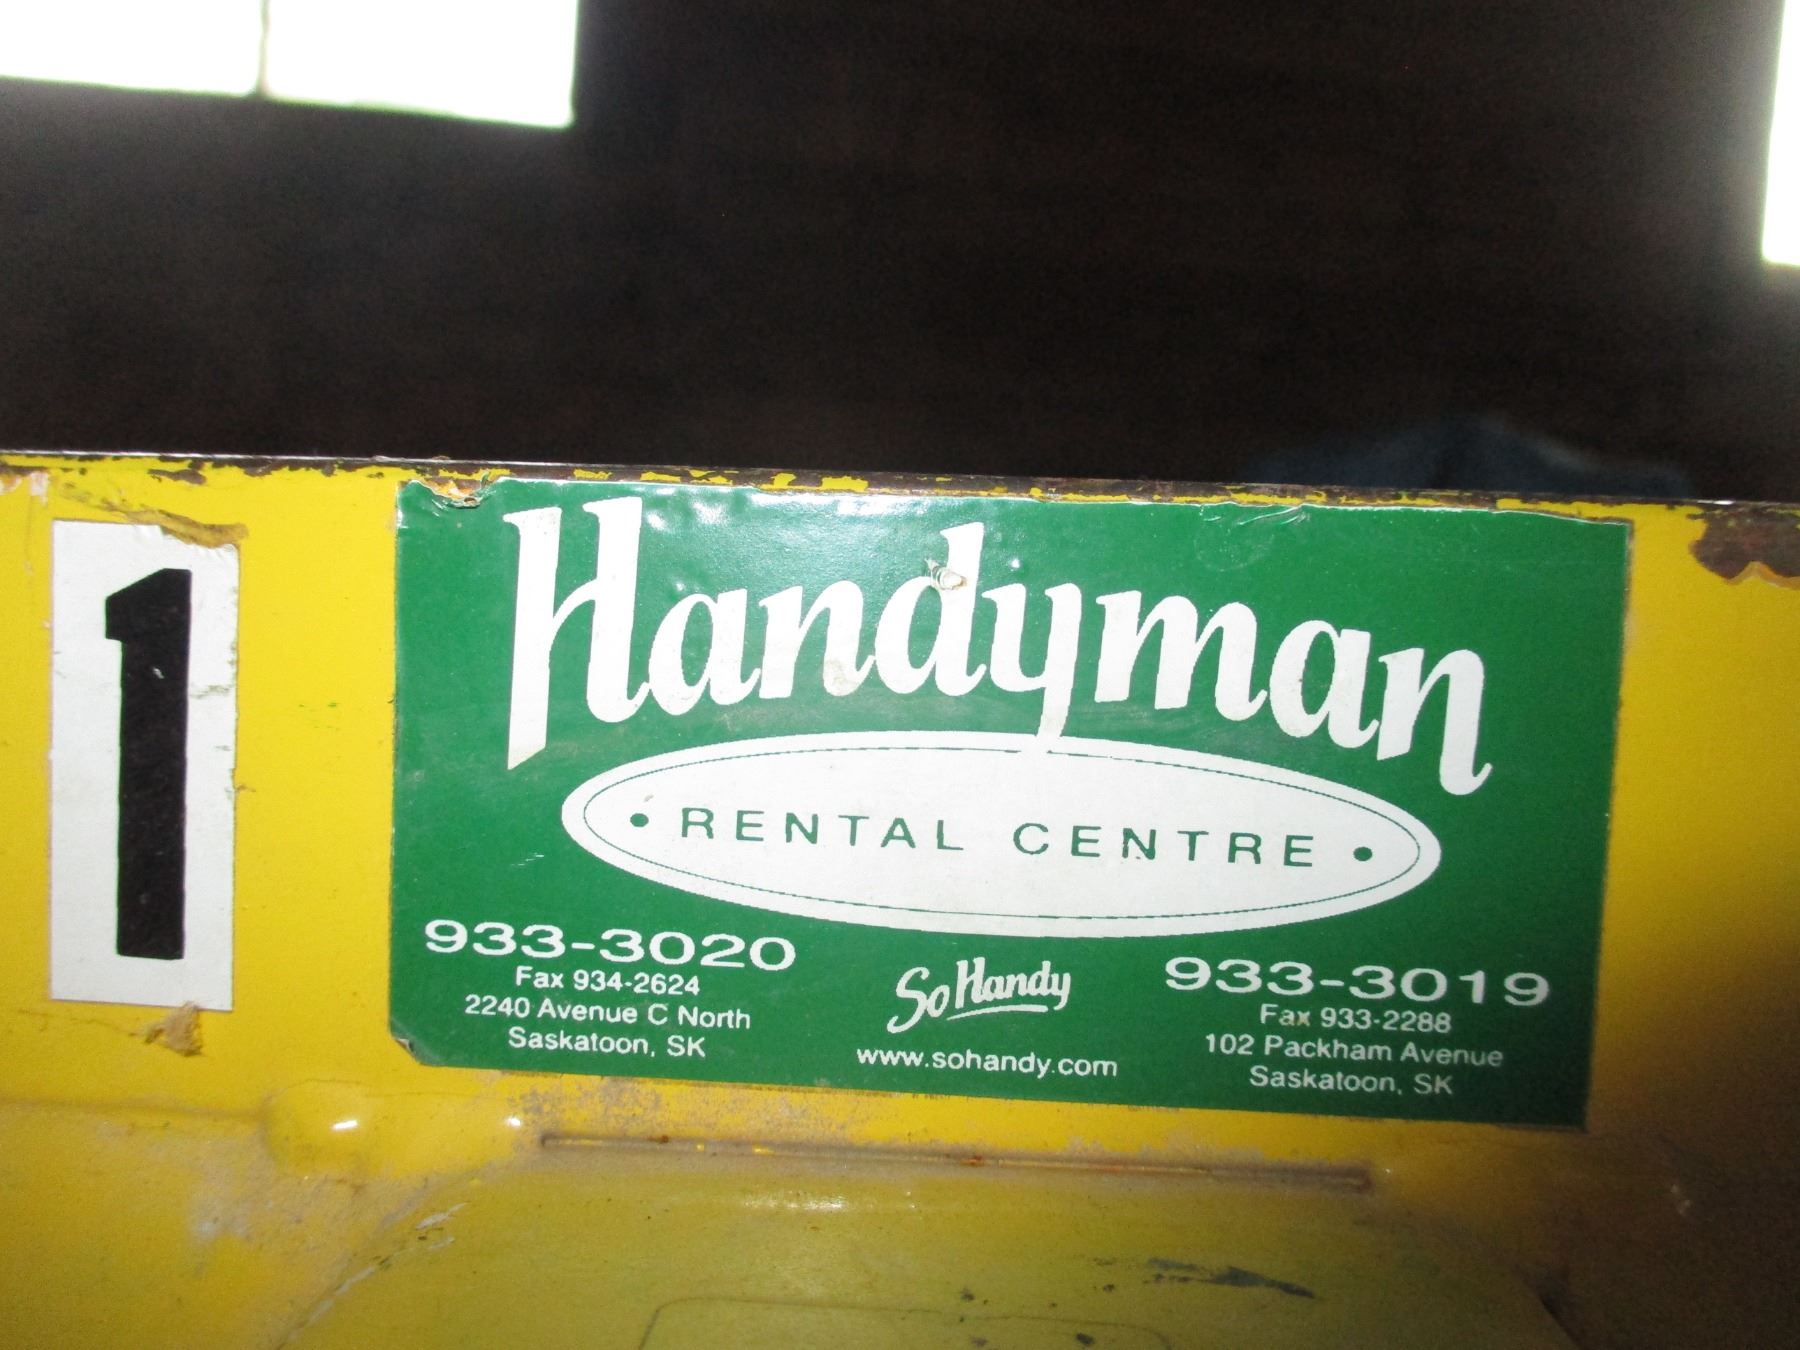 1
Handyman
• RENTAL CENTRE •
933-3020
Fax 934-2624
2240 Avenue C North
Saskatoon, SK
So Handy
www.sohandy.com
933-3019
Fax 933-2288
102 Packham Avenue
Saskatoon, SK